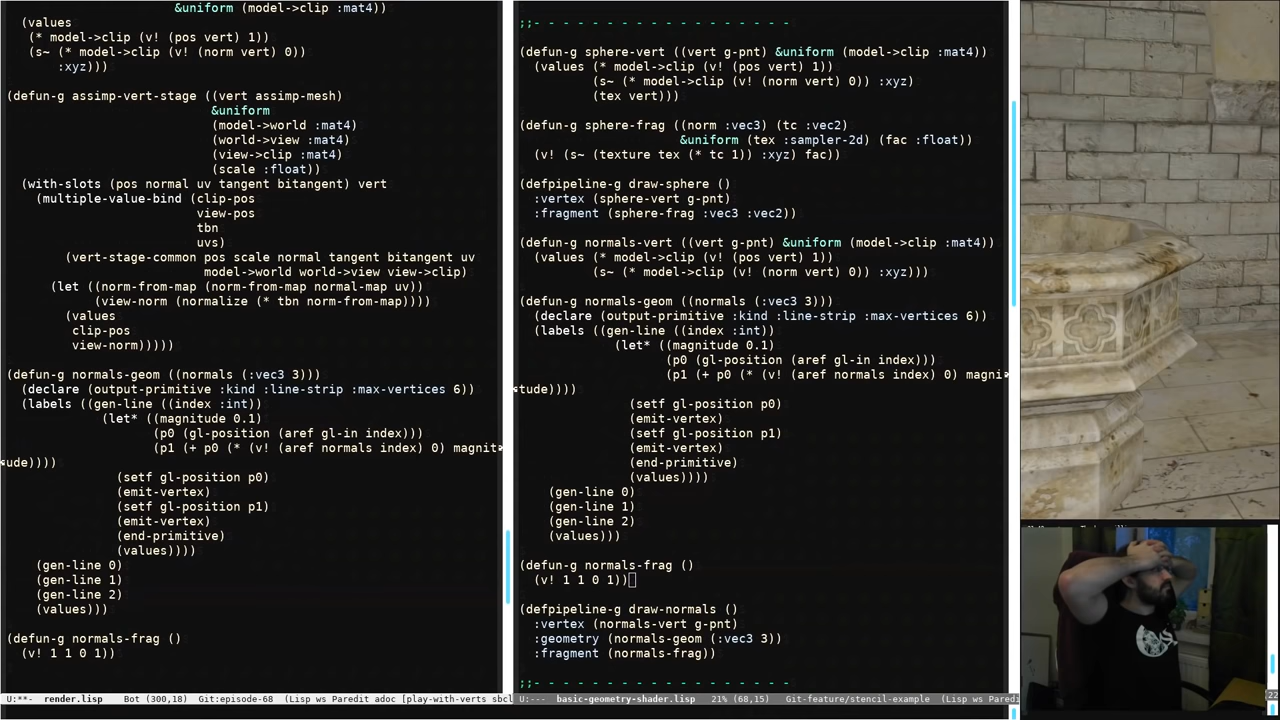 &uniform (model->clip :mat4))
(values
(* model->clip (v! (pos vert) 1))
(s~ (* model->clip (v! (norm vert) 0))
:xyz)))
(defun-g assimp-vert-stage ((vert assimp-mesh)
&uniform
(model->world :mat4)
(world->view :mat4)
(view->clip :mat4)
(scale :float))
(with-slots (pos normal uv tangent bitangent) vert
(multiple-value-bind (clip-pos
view-pos
tbn
uvs)
(vert-stage-common pos scale normal tangent bitangent uv
model->world world->view view->clip)
(let ((norm-from-map (norm-from-map normal-map uv))
(view-norm (normalize (* tbn norm-from-map))))
(values
clip-pos
view-norm)))))
(defun-g normals-geom ((normals (:vec3 3)))
(declare (output-primitive :kind :line-strip :max-vertices 6))
(labels ((gen-line ((index :int))
(let* ((magnitude 0.1)
(p0 (gl-position (aref gl-in index)))
(p1 (+ p0 (* (v! (aref normals index) 0) magnit
ude))))
(setf gl-position p0)
(emit-vertex)
(setf gl-position p1)
(emit-vertex)
(end-primitive)
(values))))
(gen-line 0)
(gen-line 1)
(gen-line 2)
(values)))
(defun-g normals-frag ()
(v! 1 1 0 1))
U:**- render.lisp Bot (300,18) Git:episode-68 (Lisp ws Paredit adoc [play-with-verts sbcl
;;- - - - - - - - - - - - - - - - - -
(defun-g sphere-vert ((vert g-pnt) &uniform (model->clip :mat4))
(values (* model->clip (v! (pos vert) 1))
(s~ (* model->clip (v! (norm vert) 0)) :xyz)
(tex vert)))
(defun-g sphere-frag ((norm :vec3) (tc :vec2)
&uniform (tex :sampler-2d) (fac :float))
(v! (s~ (texture tex (* tc 1)) :xyz) fac))
(defpipeline-g draw-sphere ()
:vertex (sphere-vert g-pnt)
:fragment (sphere-frag :vec3 :vec2))
(defun-g normals-vert ((vert g-pnt) &uniform (model->clip :mat4))
(values (* model->clip (v! (pos vert) 1))
(s~ (* model->clip (v! (norm vert) 0)) :xyz)))
(defun-g normals-geom ((normals (:vec3 3)))
(declare (output-primitive :kind :line-strip :max-vertices 6))
(labels ((gen-line ((index :int))
(let* ((magnitude 0.1)
(p0 (gl-position (aref gl-in index)))
(p1 (+ p0 (* (v! (aref normals index) 0) magni
tude))))
(setf gl-position p0)
(emit-vertex)
(setf gl-position p1)
(emit-vertex)
(end-primitive)
(values))))
(gen-line 0)
(gen-line 1)
(gen-line 2)
(values)))
(defun-g normals-frag ()
(v! 1 1 0 1))
(defpipeline-g draw-normals ()
:vertex (normals-vert g-pnt)
:geometry (normals-geom (:vec3 3))
:fragment (normals-frag))
;;- - - - - - - - - - - - - - - - - -
U:--- basic-geometry-shader.lisp 21% (68,15) Git-feature/stencil-example (Lisp ws Pared